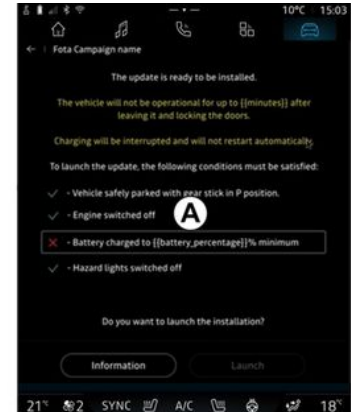 10°C 15:03
Fota Campaign name
The update is ready to be installed.
The vehicle will not be operational for up to {{minutes}} after
leaving it and locking the doors.
Charging will be interrupted and will not restart automatically.
To launch the update, the following conditions must be satisfied:
- Vehicle safely parked with gear stick in P position.
- Engine switched off
A
- Battery charged to {{battery_percentage}}% minimum
- Hazard lights switched off
Do you want to launch the installation?
Information Launch
21°c 2 SYNC A/C 18°c